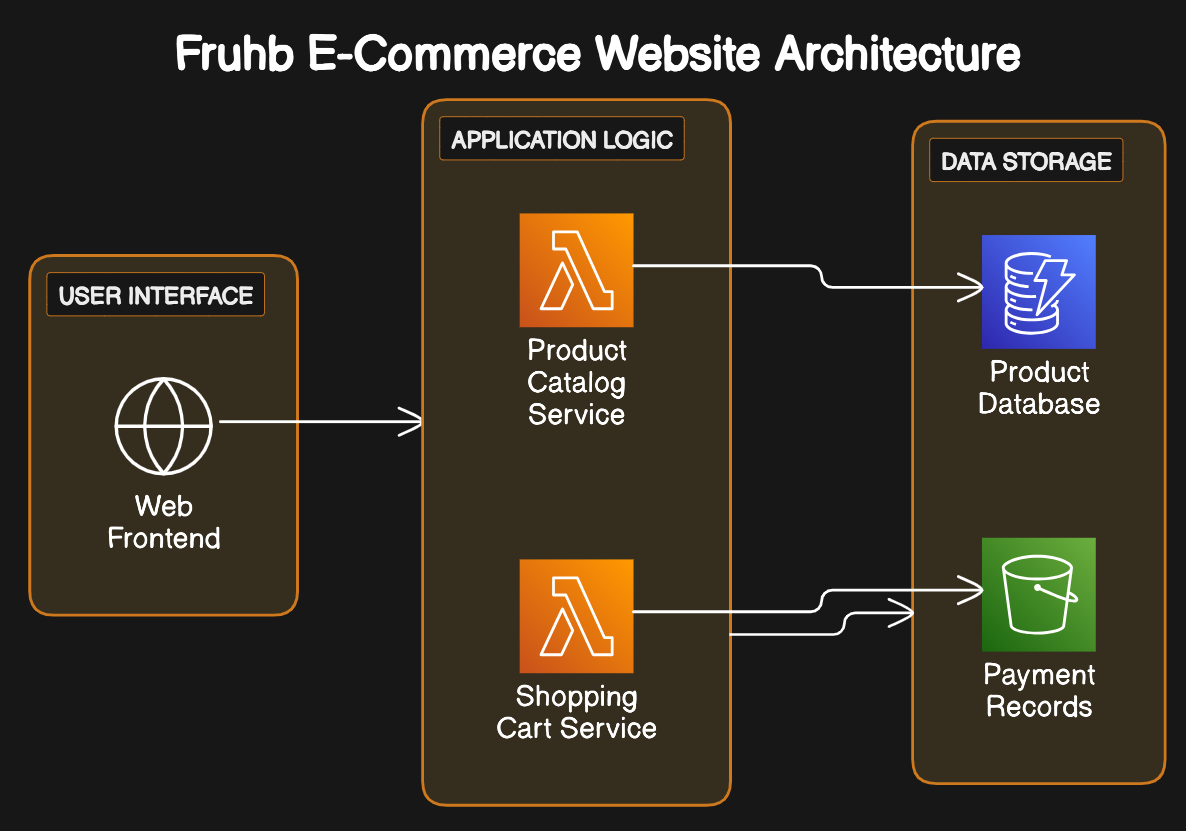 Fruhb E-Commerce Website Architecture
USER INTERFACE
Web
Frontend
APPLICATION LOGIC
Product
Catalog
Service
Shopping
Cart Service
DATA STORAGE
Product
Database
Payment
Records